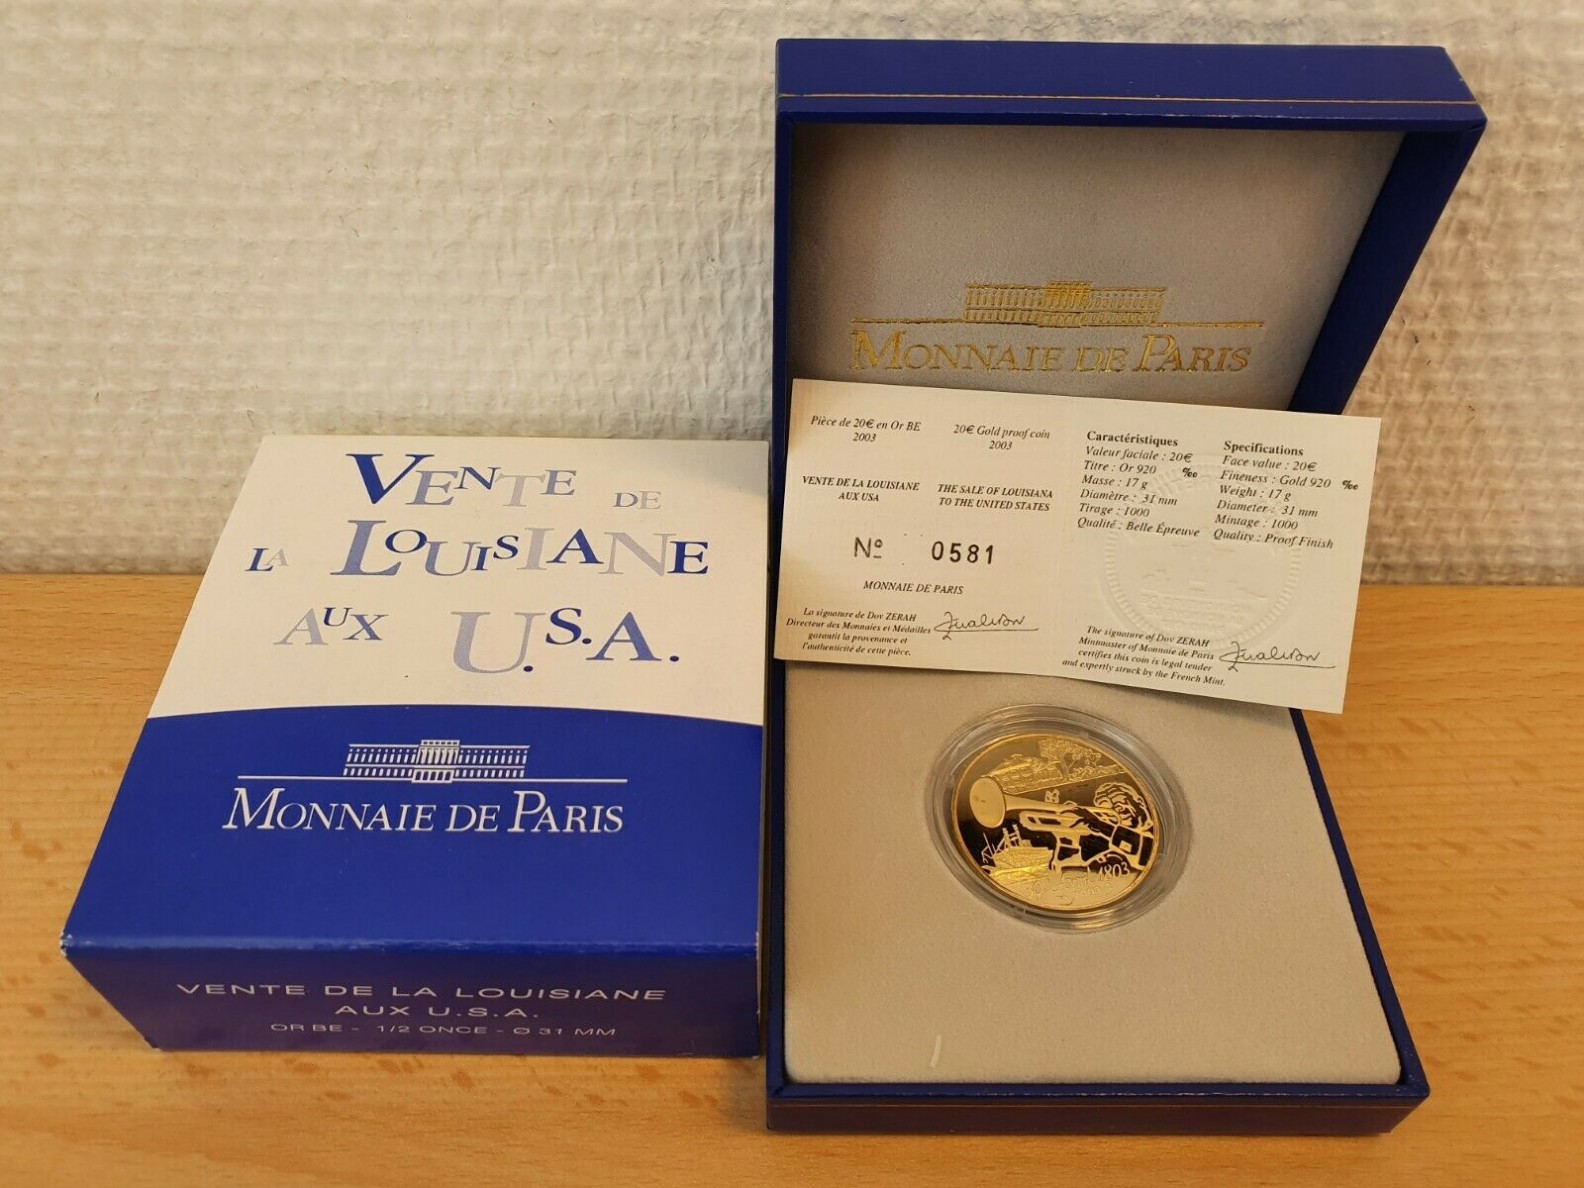 VENTE DE
LA LOUISIANE
AUX U.S.A.
MONNAIE DE PARIS
VENTE DE LA LOUISIANE
AUX U.S.A.
OR BE - 1/2 ONCE - Ø 31 MM
MONNAIE DE PARIS
Pièce de 20€ en Or BE
2003
VENTE DE LA LOUISIANE
AUX USA
20€ Gold proof coin
2003
THE SALE OF LOUISIANA
TO THE UNITED STATES
Nº 0581
MONNAIE DE PARIS
La signature de Dov ZERAH
Directeur des Monnaies et Médailles
garantit la provenance et
l'authenticité de cette pièce.
Caractéristiques
Valeur faciale : 20€
Titre : Or 920 ‰
Masse : 17 g
Diamètre : 31 mm
Tirage : 1000
Qualité : Belle Épreuve
Specifications
Face value : 20€
Fineness : Gold 920 ‰
Weight : 17 g
Diameter : 31 mm
Mintage : 1000
Quality : Proof Finish
The signature of Dov ZERAH
Mintmaster of Monnaie de Paris
certifies this coin is legal tender
and expertly struck by the French Mint.
1803